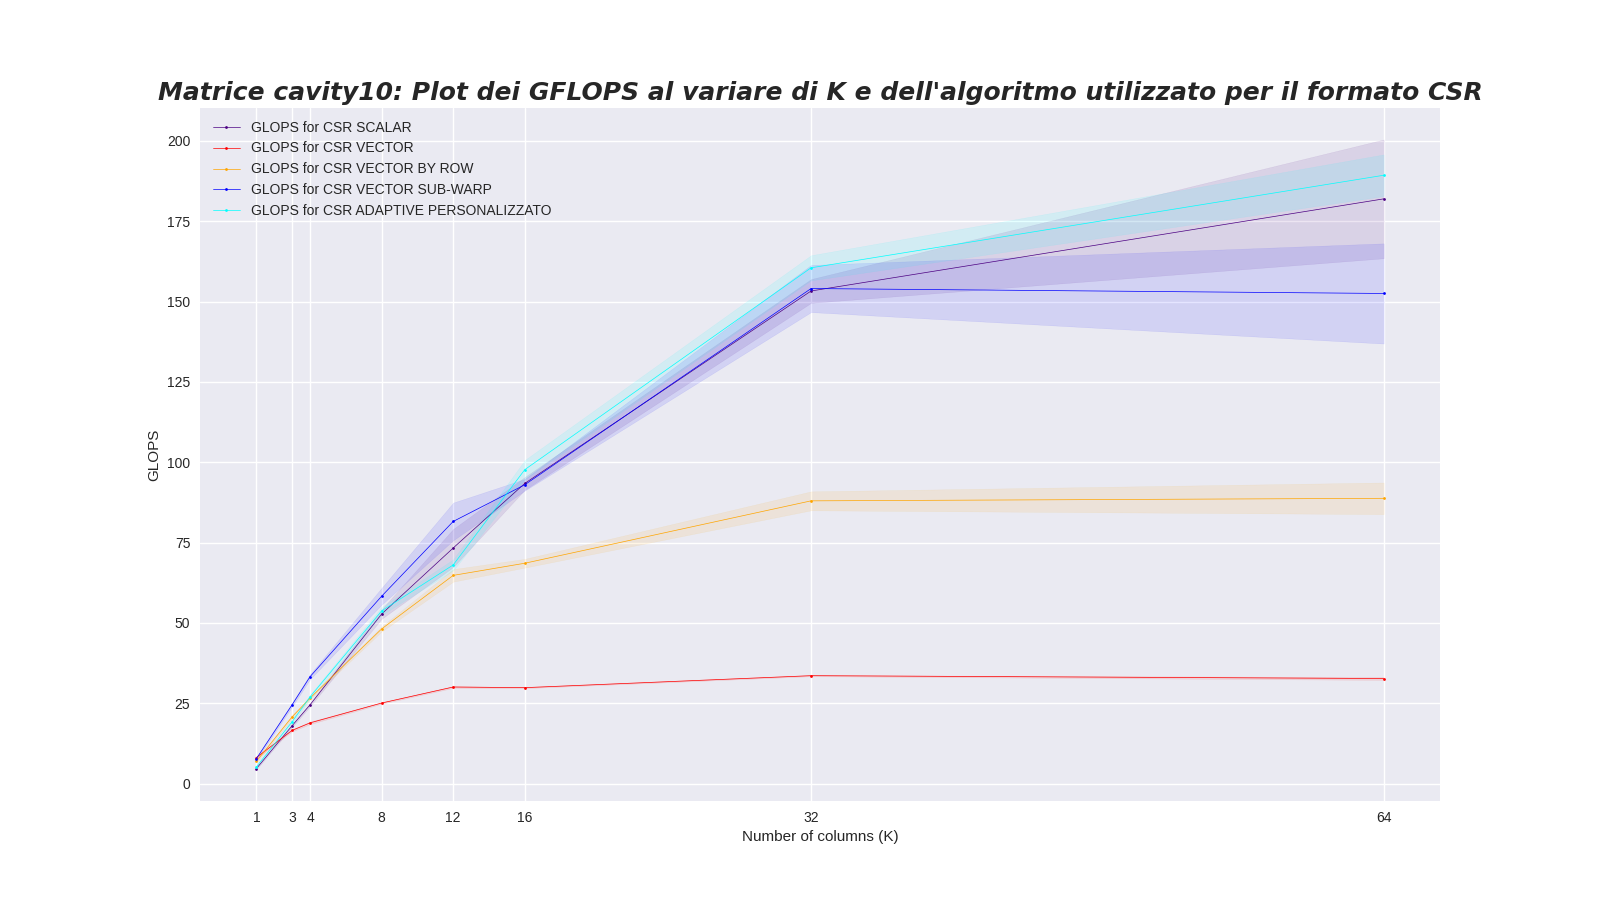 Matrice cavity10: Plot dei GFLOPS al variare di K e dell'algoritmo utilizzato per il formato CSR
GLOPS for CSR SCALAR
GLOPS for CSR VECTOR
GLOPS for CSR VECTOR BY ROW
GLOPS for CSR VECTOR SUB-WARP
GLOPS for CSR ADAPTIVE PERSONALIZZATO
200
175
150
125
100
75
50
25
0
GLOPS
1 3 4 8 12 16 32 64
Number of columns (K)